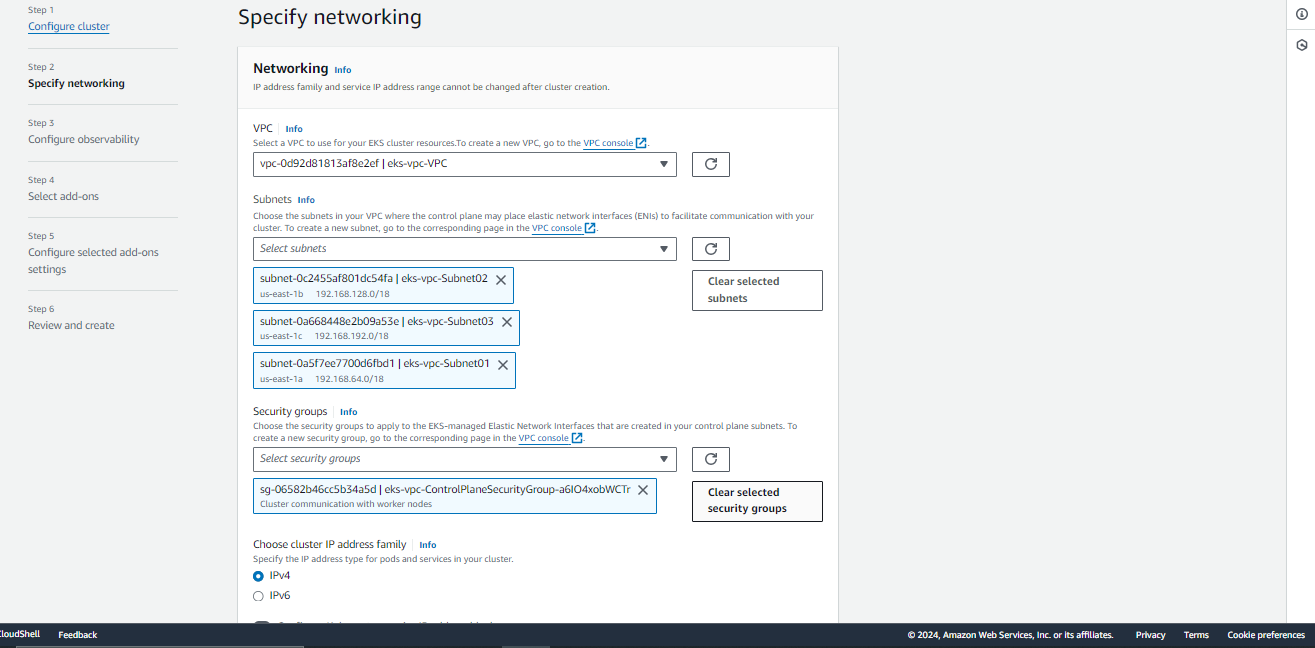 Step 1
Configure cluster
Step 2
Specify networking
Step 3
Configure observability
Step 4
Select add-ons
Step 5
Configure selected add-ons
settings
Step 6
Review and create
Specify networking
Networking Info
IP address family and service IP address range cannot be changed after cluster creation.
VPC Info
Select a VPC to use for your EKS cluster resources.To create a new VPC, go to the VPC console.
vpc-0d92d81813af8e2ef | eks-vpc-VPC
Subnets Info
Choose the subnets in your VPC where the control plane may place elastic network interfaces (ENIs) to facilitate communication with your
cluster. To create a new subnet, go to the corresponding page in the VPC console.
Select subnets
subnet-0c2455af801dc54fa | eks-vpc-Subnet02
us-east-1b 192.168.128.0/18
subnet-0a668448e2b09a53e | eks-vpc-Subnet03
us-east-1c 192.168.192.0/18
subnet-0a5f7ee7700d6fbd1 | eks-vpc-Subnet01
us-east-1a 192.168.64.0/18
Clear selected
subnets
Security groups Info
Choose the security groups to apply to the EKS-managed Elastic Network Interfaces that are created in your control plane subnets. To
create a new security group, go to the corresponding page in the VPC console.
Select security groups
sg-06582b46cc5b34a5d | eks-vpc-ControlPlaneSecurityGroup-a6IO4xobWCTr
Cluster communication with worker nodes
Clear selected
security groups
Choose cluster IP address family Info
Specify the IP address type for pods and services in your cluster.
IPv4
IPv6
CloudShell Feedback
© 2024, Amazon Web Services, Inc. or its affiliates. Privacy Terms Cookie preferences